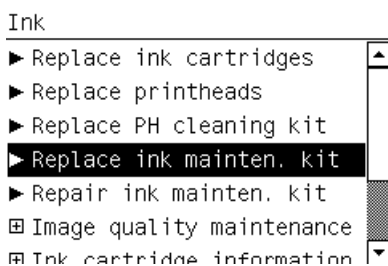 Ink
Replace ink cartridges
Replace printheads
Replace PH cleaning kit
Replace ink mainten. kit
Repair ink mainten. kit
Image quality maintenance
Ink cartridge information